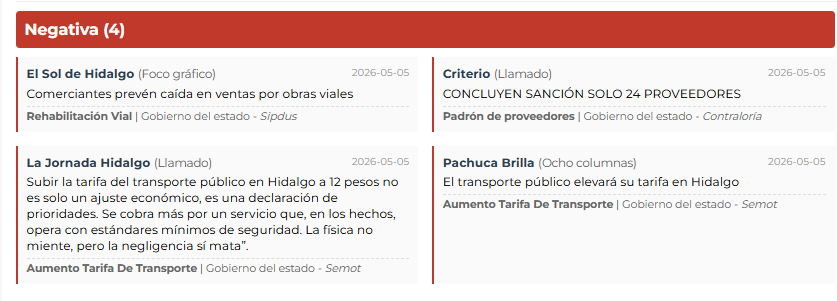 Negativa (4)
El Sol de Hidalgo (Foco gráfico) 2026-05-05
Comerciantes prevén caída en ventas por obras viales
Rehabilitación Vial | Gobierno del estado - Sipdus
Criterio (Llamado) 2026-05-05
CONCLUYEN SANCIÓN SOLO 24 PROVEEDORES
Padrón de proveedores | Gobierno del estado - Contraloría
La Jornada Hidalgo (Llamado) 2026-05-05
Subir la tarifa del transporte público en Hidalgo a 12 pesos no
es solo un ajuste económico, es una declaración de
prioridades. Se cobra más por un servicio que, en los hechos,
opera con estándares mínimos de seguridad. La física no
miente, pero la negligencia sí mata”.
Aumento Tarifa De Transporte | Gobierno del estado - Semot
Pachuca Brilla (Ocho columnas) 2026-05-05
El transporte público elevará su tarifa en Hidalgo
Aumento Tarifa De Transporte | Gobierno del estado - Semot